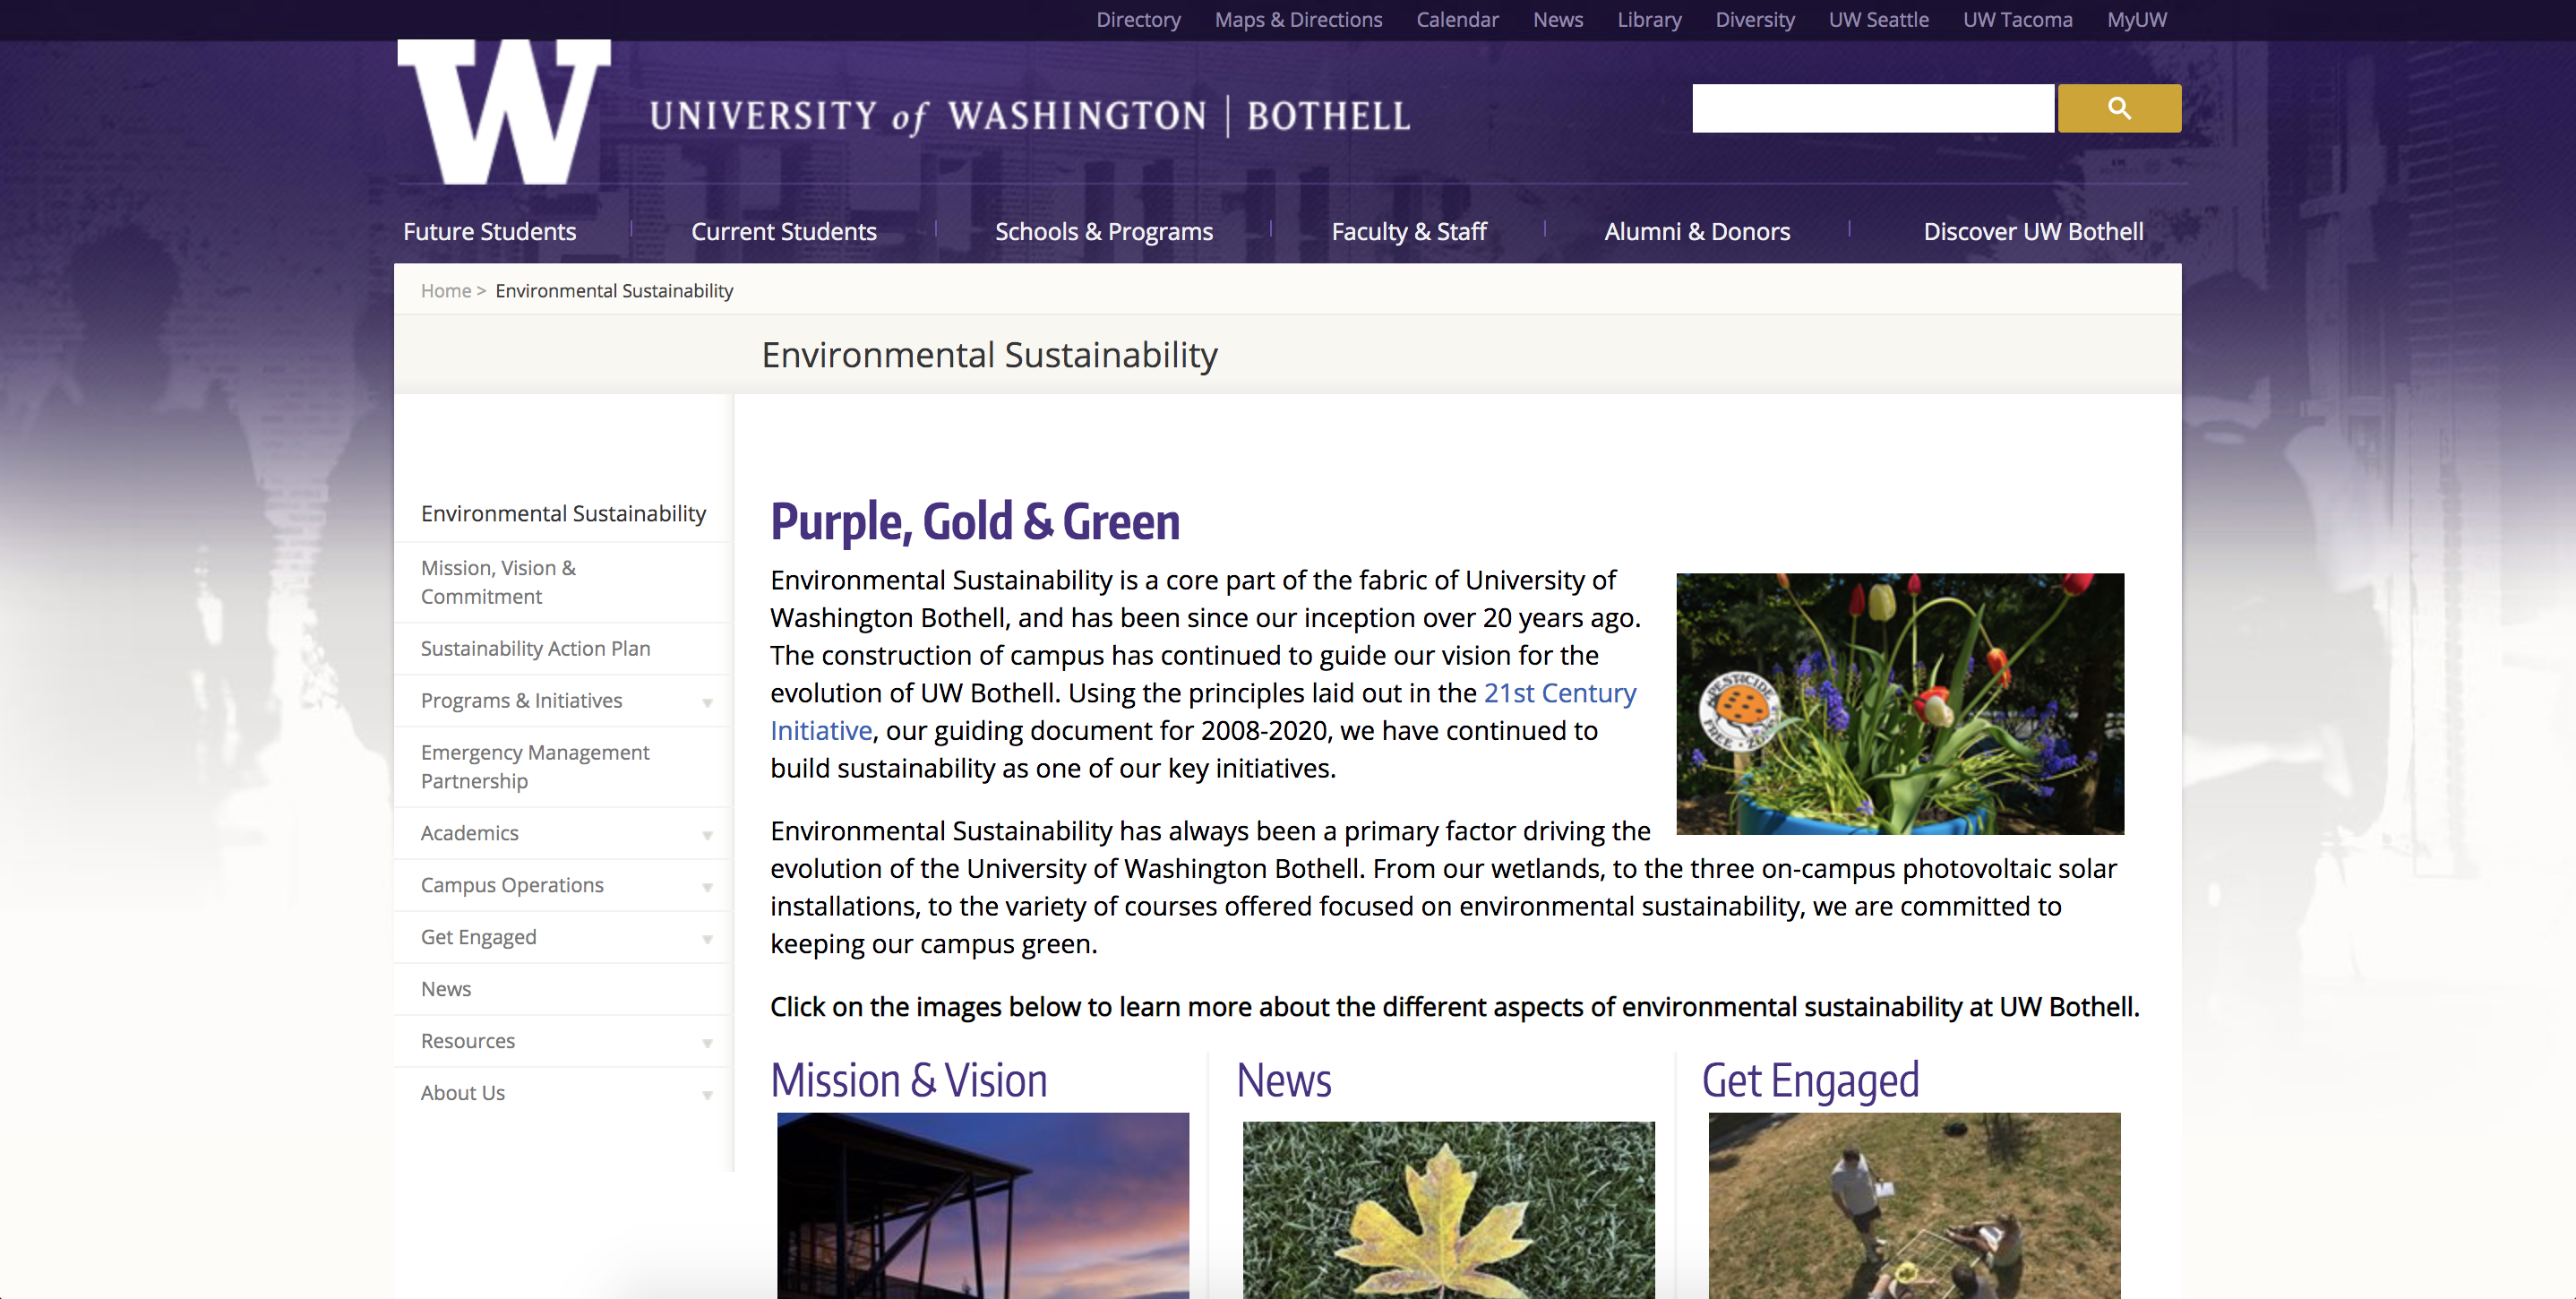 Directory Maps & Directions Calendar News Library Diversity UW Seattle UW Tacoma MyUW
W
UNIVERSITY of WASHINGTON | BOTHELL
Future Students Current Students Schools & Programs Faculty & Staff Alumni & Donors Discover UW Bothell
Home > Environmental Sustainability
Environmental Sustainability
Environmental Sustainability
Mission, Vision &
Commitment
Sustainability Action Plan
Programs & Initiatives
Emergency Management
Partnership
Academics
Campus Operations
Get Engaged
News
Resources
About Us
Purple, Gold & Green
Environmental Sustainability is a core part of the fabric of University of
Washington Bothell, and has been since our inception over 20 years ago.
The construction of campus has continued to guide our vision for the
evolution of UW Bothell. Using the principles laid out in the 21st Century
Initiative, our guiding document for 2008-2020, we have continued to
build sustainability as one of our key initiatives.
PESTICIDE
FREE
Environmental Sustainability has always been a primary factor driving the
evolution of the University of Washington Bothell. From our wetlands, to the three on-campus photovoltaic solar
installations, to the variety of courses offered focused on environmental sustainability, we are committed to
keeping our campus green.
Click on the images below to learn more about the different aspects of environmental sustainability at UW Bothell.
Mission & Vision
News
Get Engaged